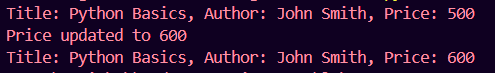 Title: Python Basics, Author: John Smith, Price: 500
Price updated to 600
Title: Python Basics, Author: John Smith, Price: 600